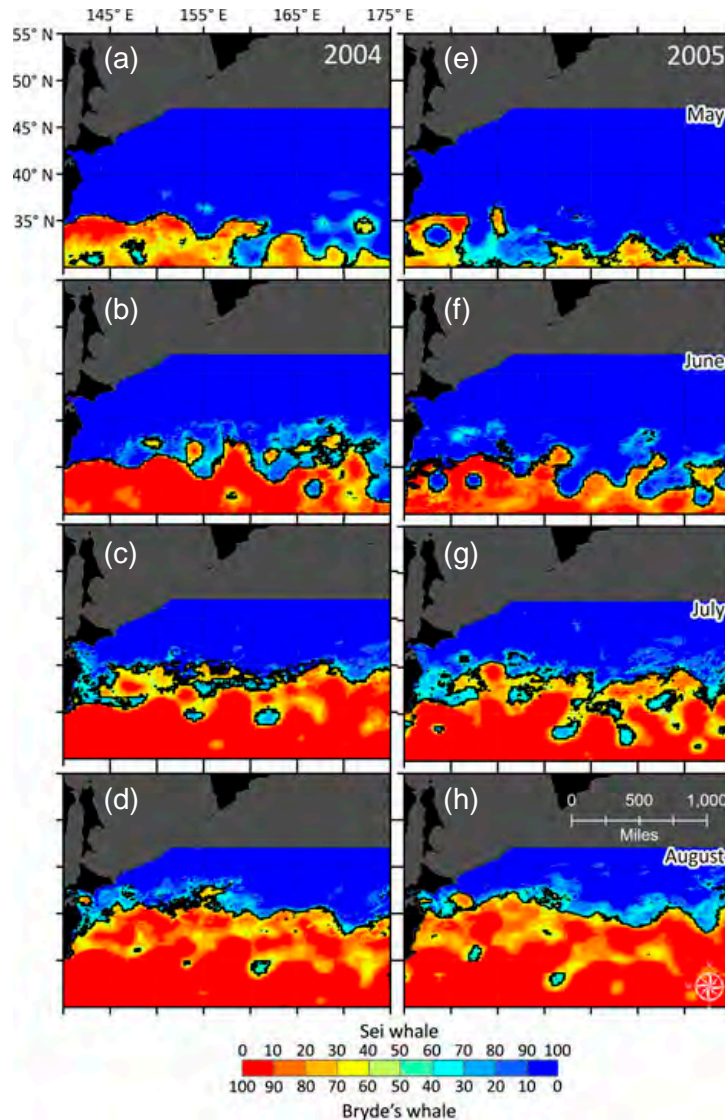 145° E 155° E 165° E 175° E
55° N
50° N
45° N
40° N
35° N
(a) 2004
(e) 2005
May
(b)
(f)
June
(c)
(g)
July
(d)
(h)
0 500 1,000
Miles
August
Sei whale
0 10 20 30 40 50 60 70 80 90 100
100 90 80 70 60 50 40 30 20 10 0
Bryde's whale